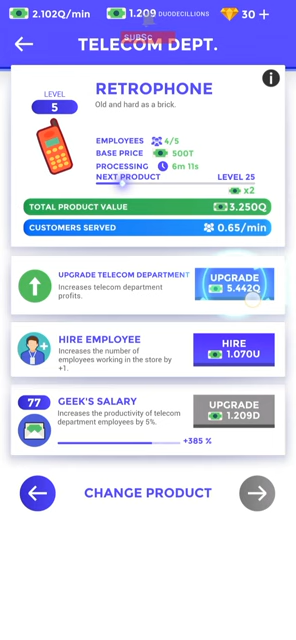 2.102Q/min 1.209 DUODECILLIONS 30 +
SUBSC
TELECOM DEPT.
LEVEL
5
RETROPHONE
Old and hard as a brick.
EMPLOYEES 4/5
BASE PRICE 500T
PROCESSING 6m 11s
NEXT PRODUCT LEVEL 25
x2
TOTAL PRODUCT VALUE 3.250Q
CUSTOMERS SERVED 0.65/min
UPGRADE TELECOM DEPARTMENT
Increases telecom department
profits.
UPGRADE
5.442Q
HIRE EMPLOYEE
Increases the number of
employees working in the store by
+1.
HIRE
1.070U
77
GEEK'S SALARY
Increases the productivity of telecom
department employees by 5%.
+385 %
UPGRADE
1.209D
CHANGE PRODUCT